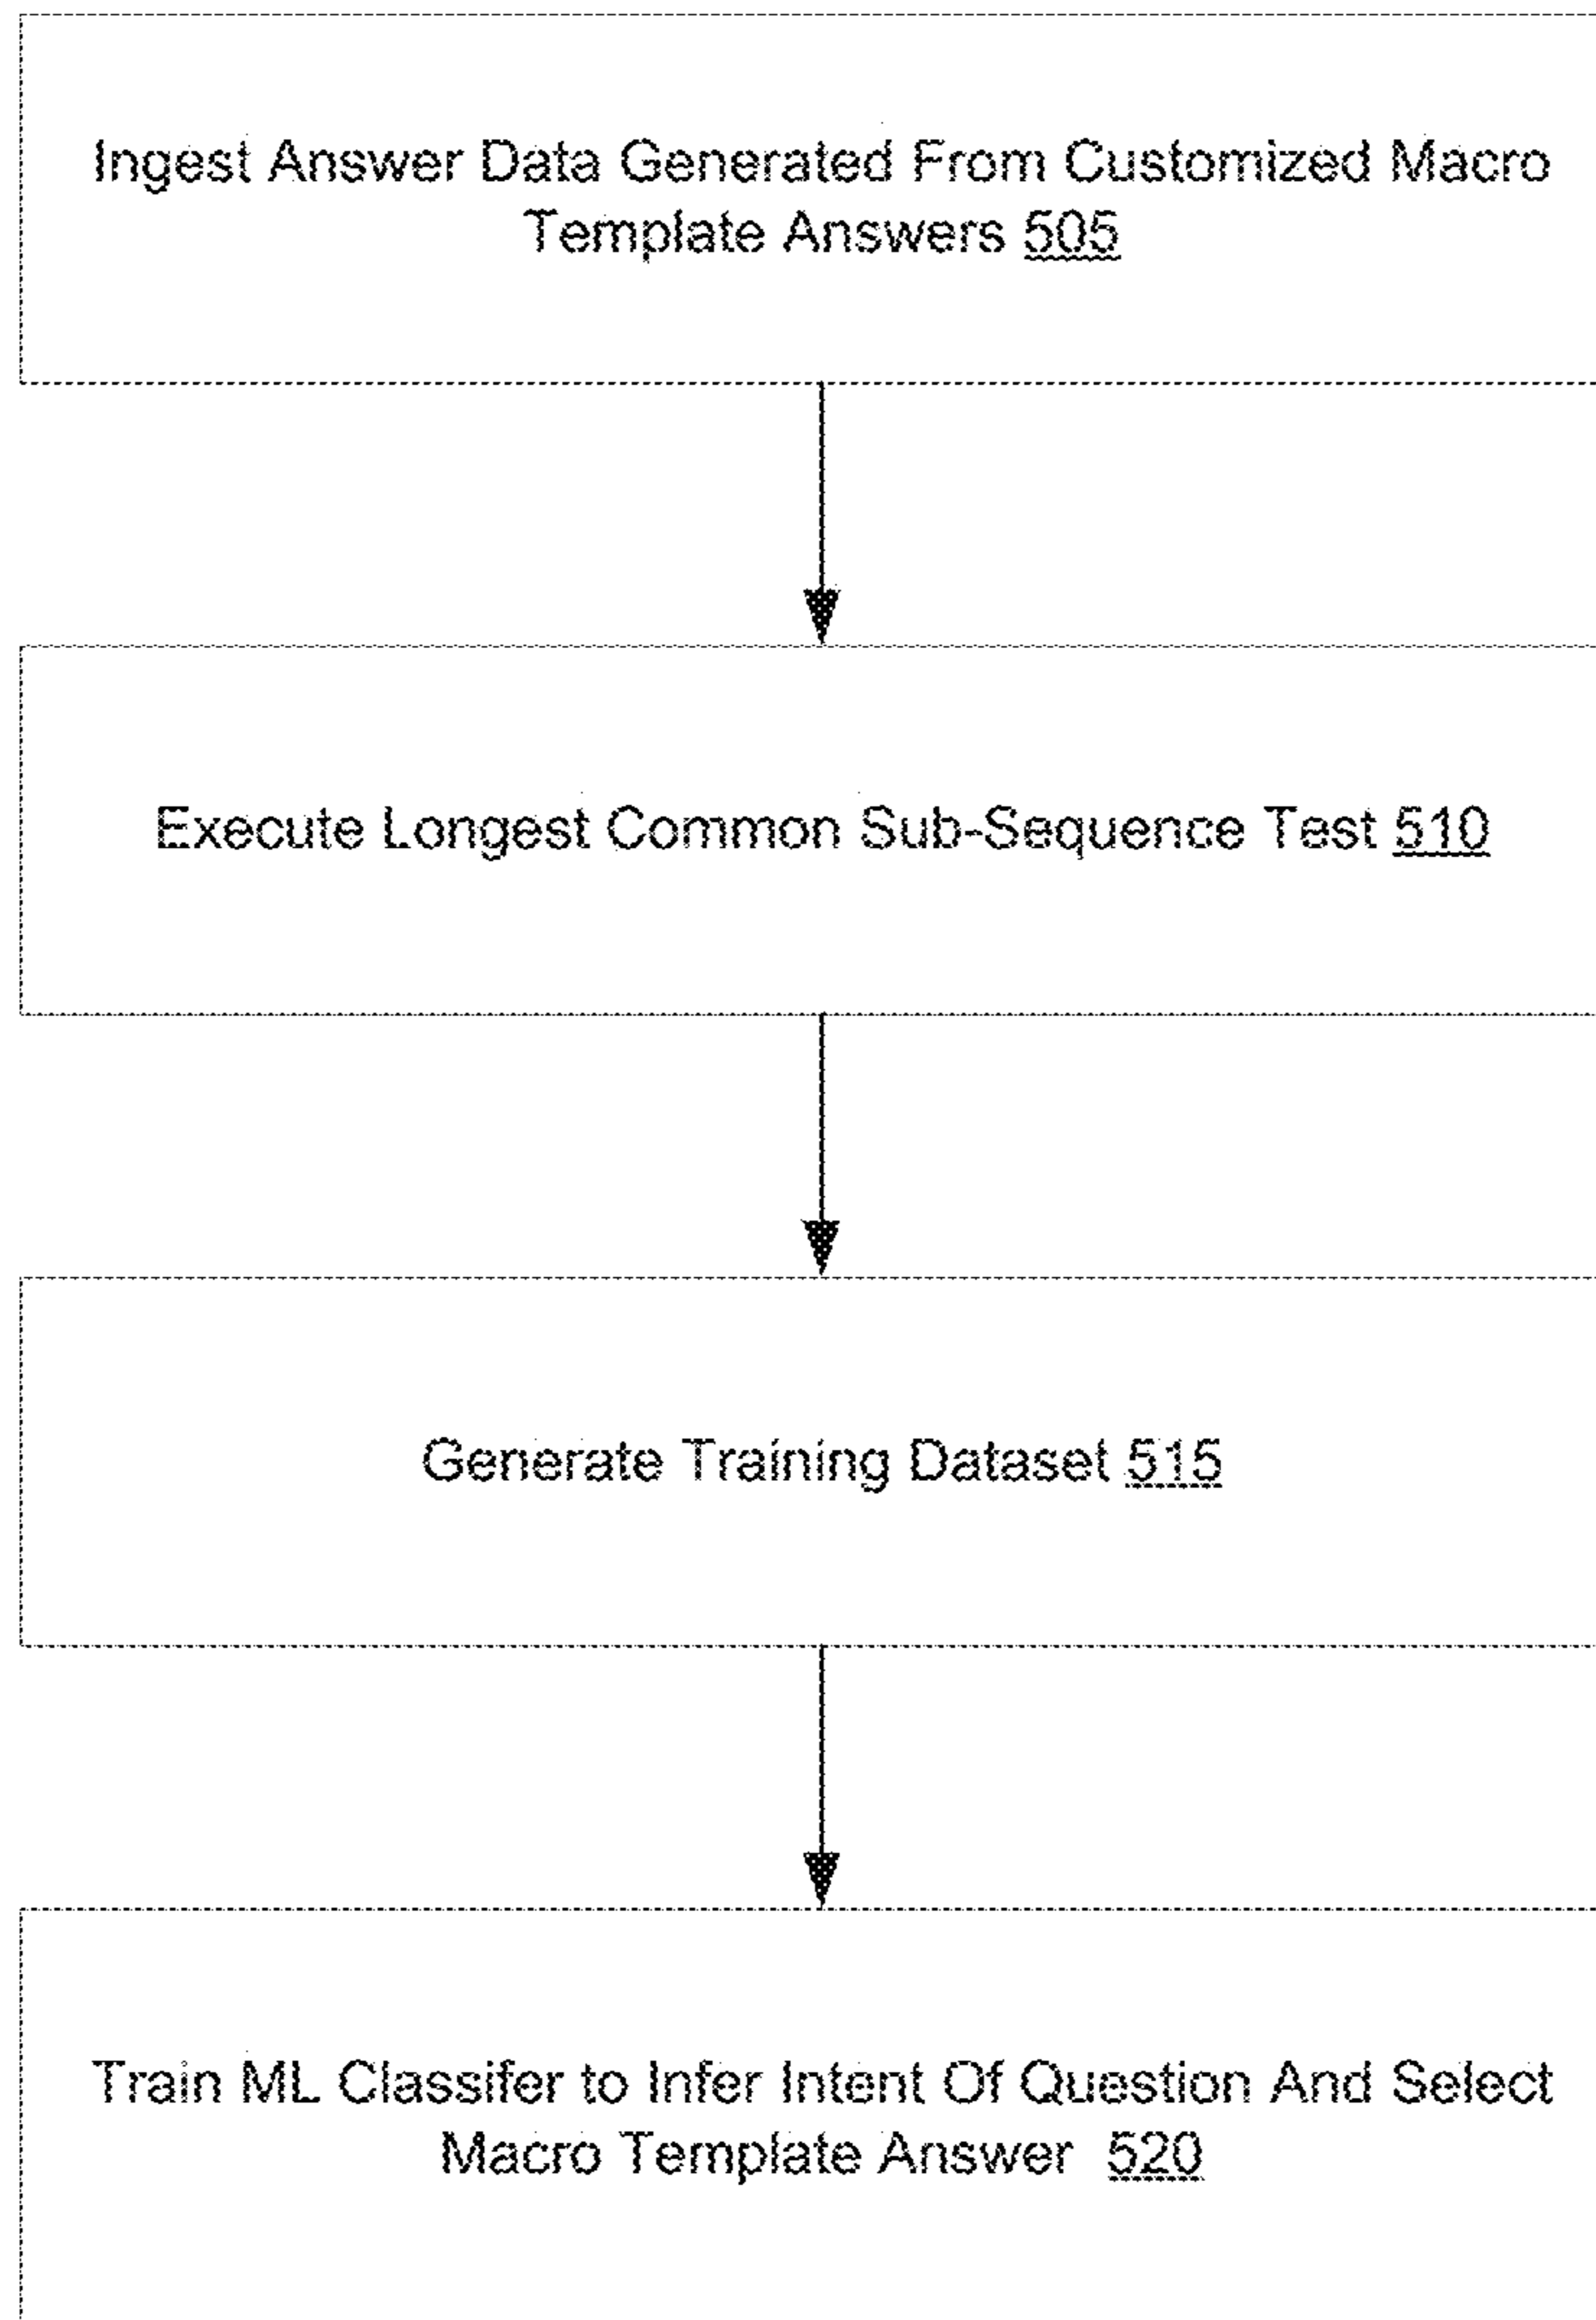 Ingest Answer Data Generated From Customized Macro
Template Answers 505
Execute Longest Common Sub-Sequence Test 510
Generate Training Dataset 515
Train ML Classifer to Infer Intent Of Question And Select
Macro Template Answer 520